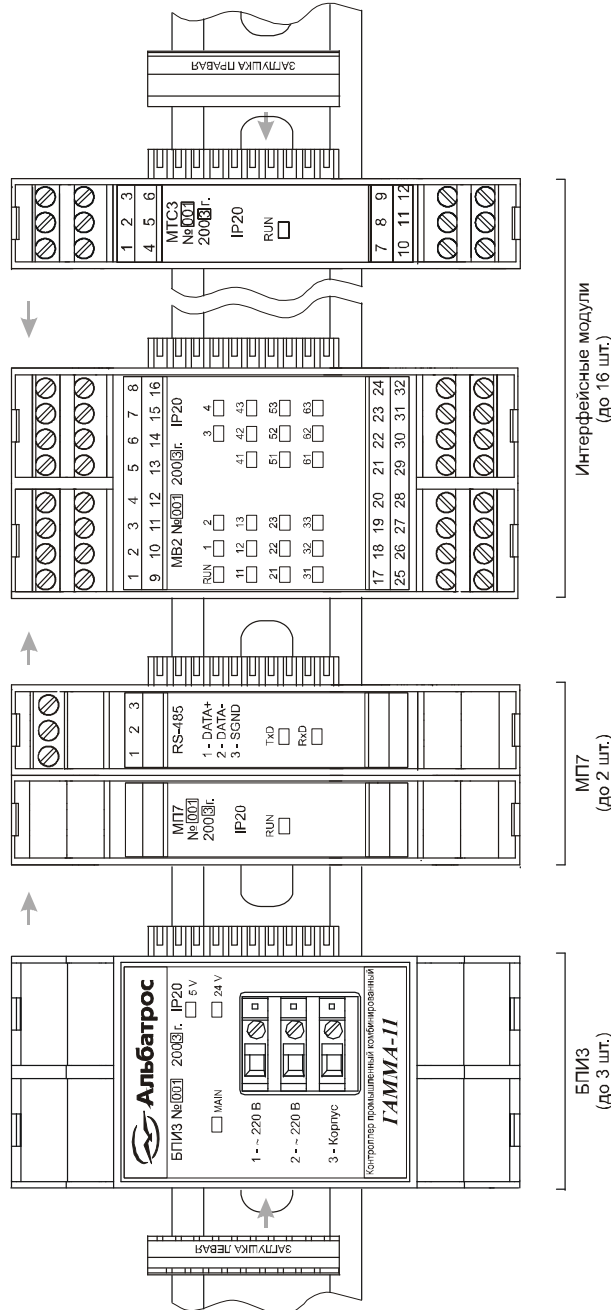 ЗАГЛУШКА ЛЕВАЯ
Альбатрос
БПИ3 №001 2003г. IP20
MAIN
5 V
24 V
1 - ~ 220 В
2 - ~ 220 В
3 - Корпус
Контроллер промышленный комбинированный
ГАММА-11
БПИ3
(до 3 шт.)
МП7
№001
2003г.
IP20
RUN
1 2 3
RS-485
1 - DATA+
2 - DATA-
3 - SGND
TxD
RxD
МП7
(до 2 шт.)
1 2 3 4 5 6 7 8
9 10 11 12 13 14 15 16
МВ2 №001 2003г. IP20
RUN 1 2 3 4
11 12 13 41 42 43
21 22 23 51 52 53
31 32 33 61 62 63
17 18 19 20 21 22 23 24
25 26 27 28 29 30 31 32
1 2 3
4 5 6
МТС3
№001
2003г.
IP20
RUN
7 8 9
10 11 12
Интерфейсные модули
(до 16 шт.)
ЗАГЛУШКА ПРАВАЯ